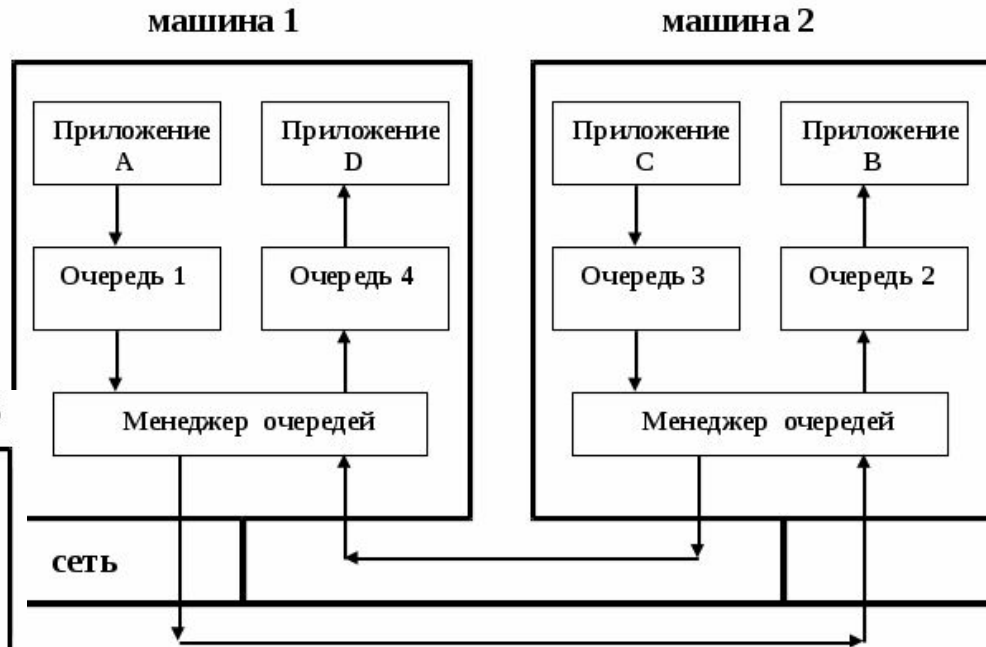 машина 1
машина 2
Приложение
A
Приложение
D
Приложение
C
Приложение
B
Очередь 1
Очередь 4
Очередь 3
Очередь 2
Менеджер очередей
Менеджер очередей
сеть